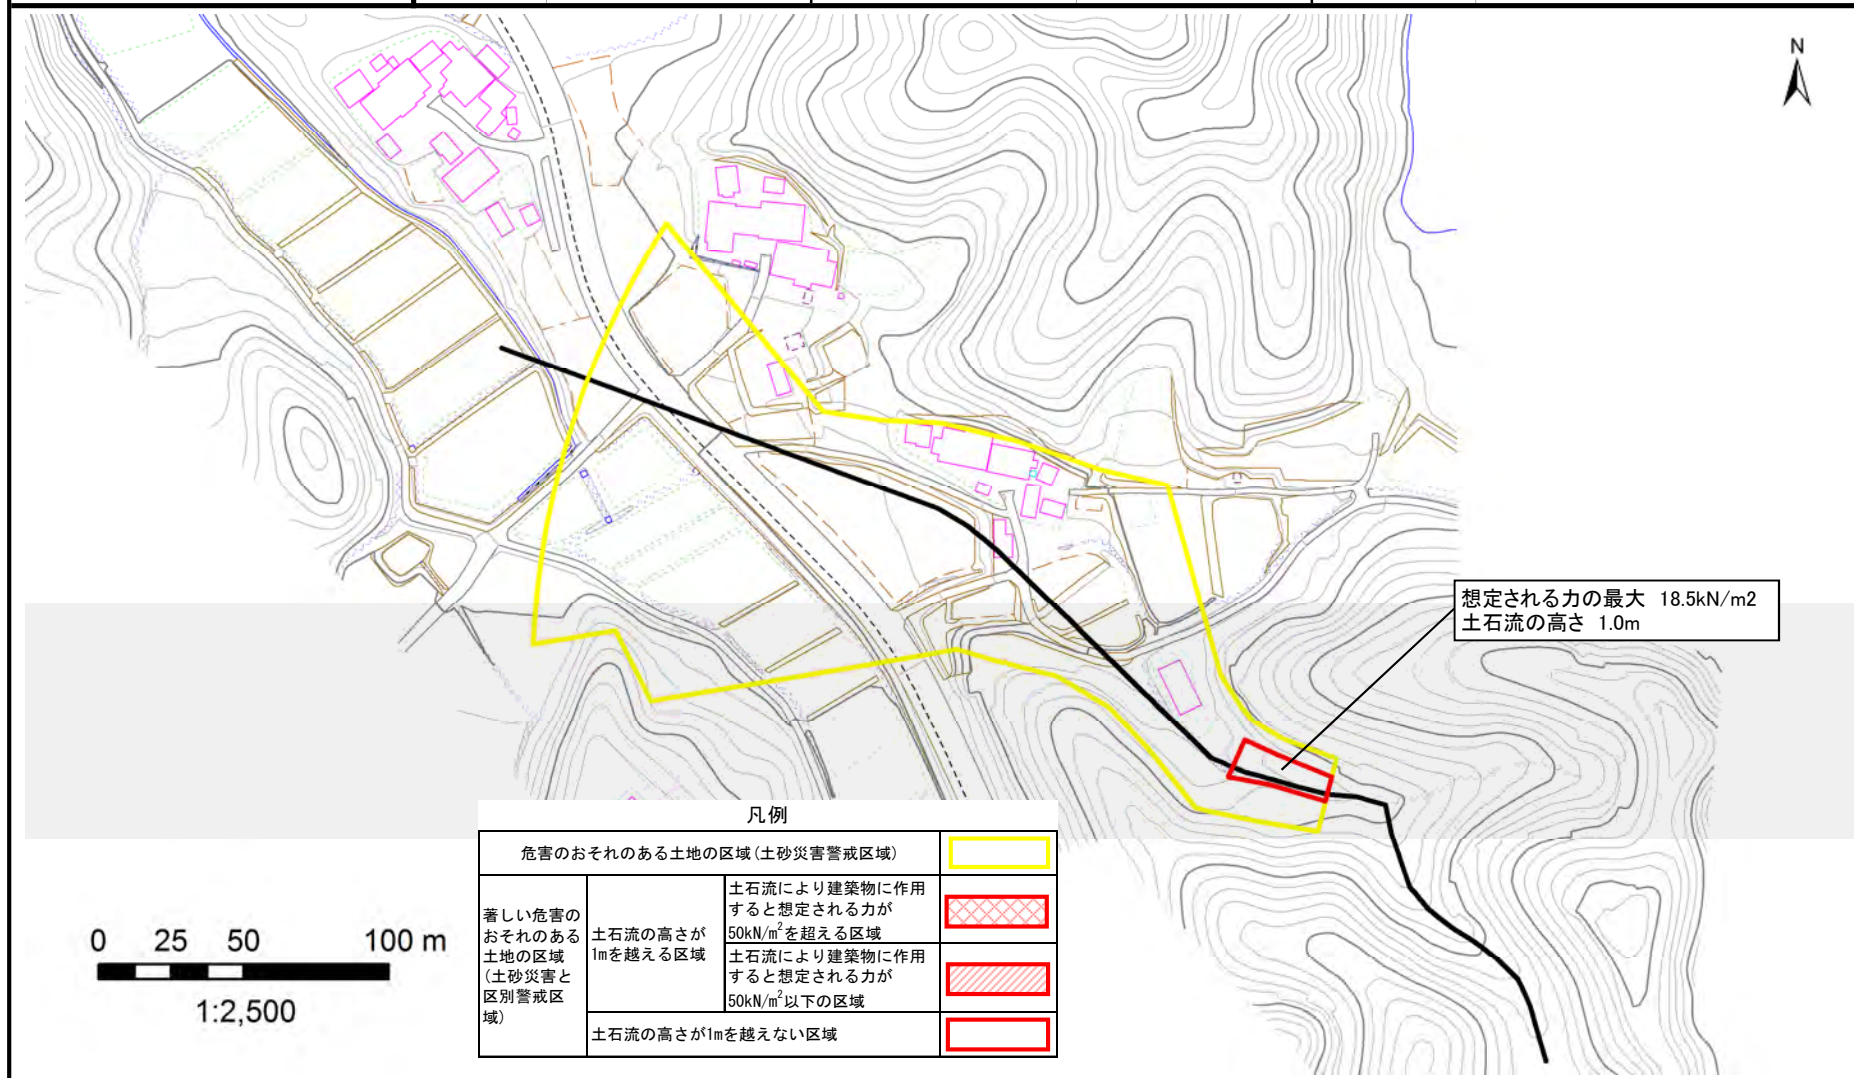 N
想定される力の最大 18.5kN/m2
土石流の高さ 1.0m
凡例
危害のおそれのある土地の区域(土砂災害警戒区域)
著しい危害の
おそれのある
土地の区域
(土砂災害と
区別警戒区
域)
土石流の高さが
1mを越える区域
土石流により建築物に作用
すると想定される力が
50kN/m²を超える区域
土石流により建築物に作用
すると想定される力が
50kN/m²以下の区域
土石流の高さが1mを越えない区域
0 25 50 100 m
1:2,500